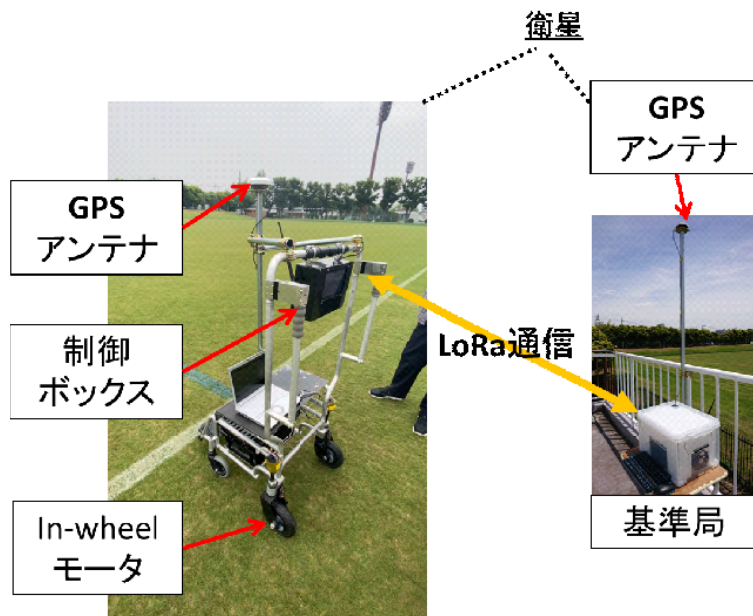 衛星
GPS
アンテナ
GPS
アンテナ
制御
ボックス
LoRa通信
In-wheel
モータ
基準局